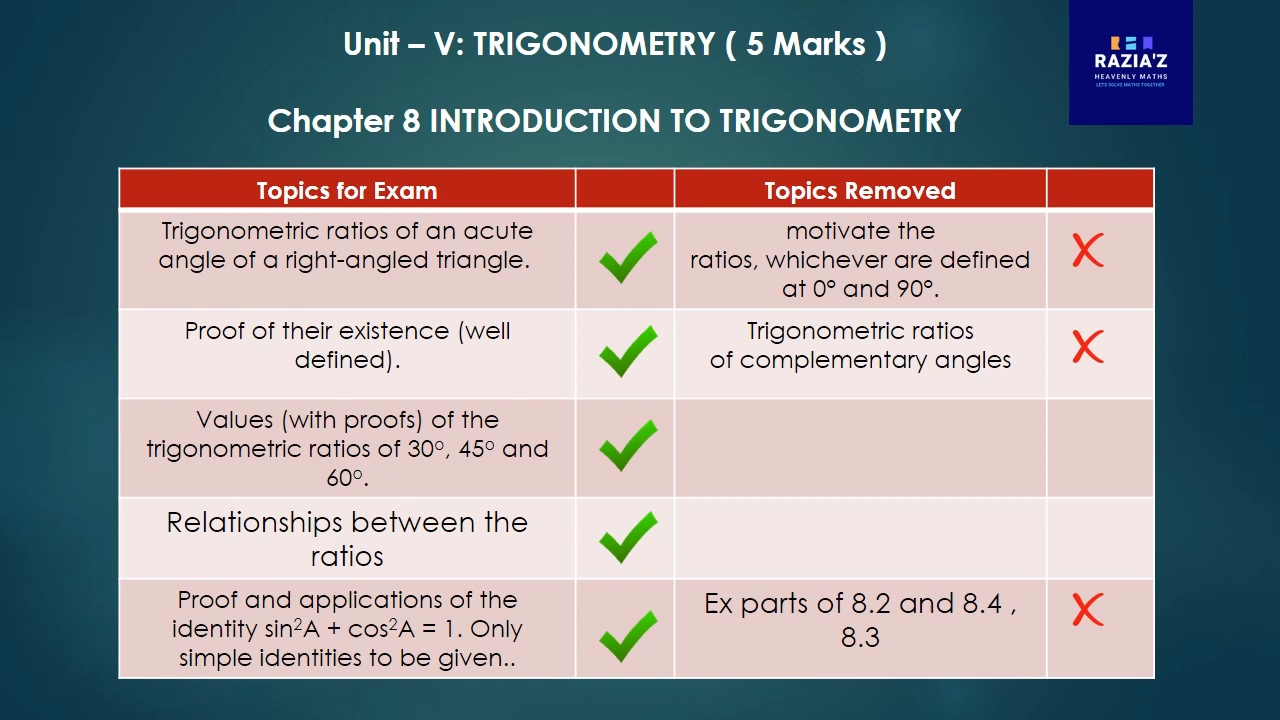 Unit – V: TRIGONOMETRY ( 5 Marks )
RAZIA'Z
HEAVENLY MATHS
LETS SOLVE MATHS TOGETHER
Chapter 8 INTRODUCTION TO TRIGONOMETRY
Topics for Exam
Topics Removed
Trigonometric ratios of an acute
angle of a right-angled triangle.
motivate the
ratios, whichever are defined
at 0° and 90°.
Proof of their existence (well
defined).
Trigonometric ratios
of complementary angles
Values (with proofs) of the
trigonometric ratios of 30°, 45° and
60°.
Relationships between the
ratios
Proof and applications of the
identity sin²A + cos²A = 1. Only
simple identities to be given..
Ex parts of 8.2 and 8.4 ,
8.3